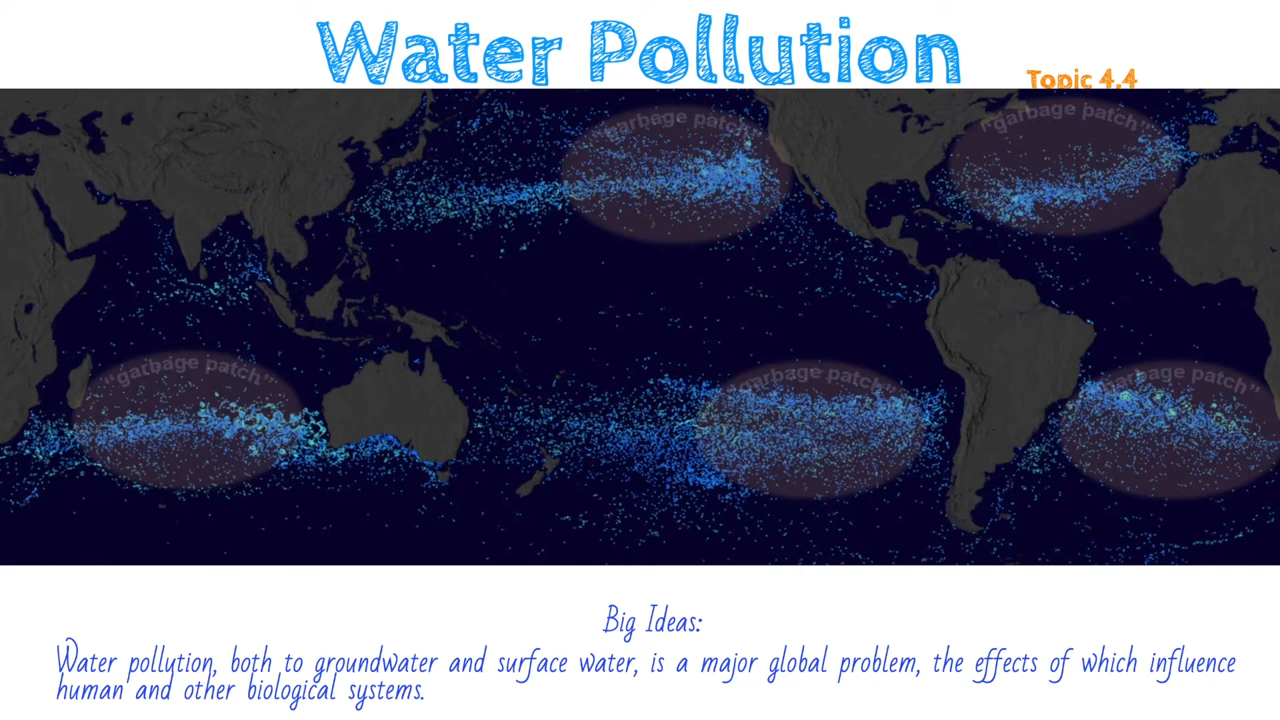 Water Pollution
Topic 4.4
"garbage patch"
"garbage patch"
"garbage patch"
"garbage patch"
"garbage patch"
Big Ideas:
Water pollution, both to groundwater and surface water, is a major global problem, the effects of which influence
human and other biological systems.